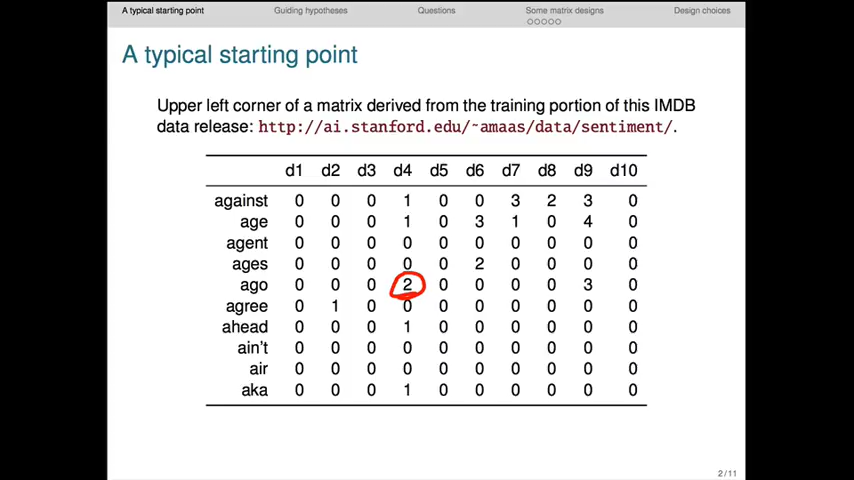 A typical starting point Guiding hypotheses Questions Some matrix designs Design choices
A typical starting point
Upper left corner of a matrix derived from the training portion of this IMDB
data release: http://ai.stanford.edu/~amaas/data/sentiment/.
d1 d2 d3 d4 d5 d6 d7 d8 d9 d10
against 0 0 0 1 0 0 3 2 3 0
age 0 0 0 1 0 3 1 0 4 0
agent 0 0 0 0 0 0 0 0 0 0
ages 0 0 0 0 0 2 0 0 0 0
ago 0 0 0 2 0 0 0 0 3 0
agree 0 1 0 0 0 0 0 0 0 0
ahead 0 0 0 1 0 0 0 0 0 0
ain't 0 0 0 0 0 0 0 0 0 0
air 0 0 0 0 0 0 0 0 0 0
aka 0 0 0 1 0 0 0 0 0 0
2 / 11